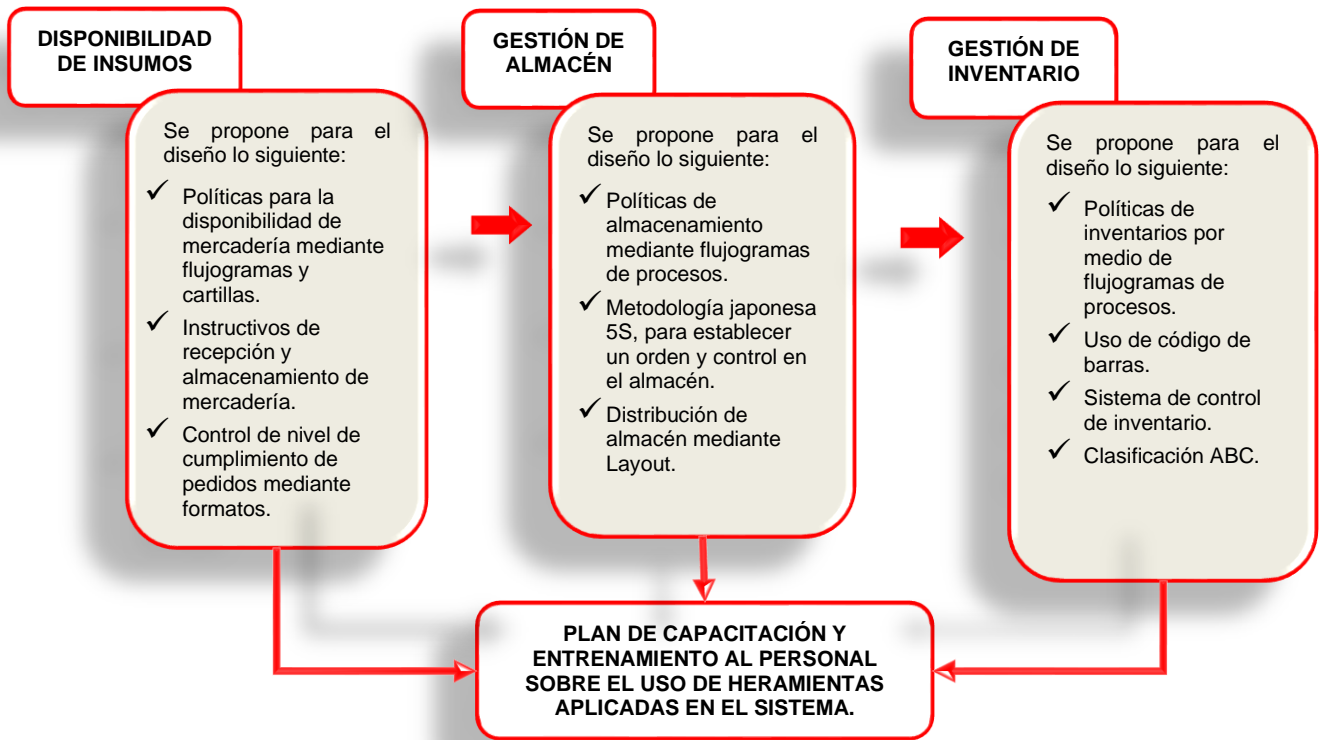 DISPONIBILIDAD
DE INSUMOS
Se propone para el
diseño lo siguiente:
✓ Políticas para la
disponibilidad de
mercadería mediante
flujogramas y
cartillas.
✓ Instructivos de
recepción y
almacenamiento de
mercadería.
✓ Control de nivel de
cumplimiento de
pedidos mediante
formatos.
GESTIÓN DE
ALMACÉN
Se propone para el
diseño lo siguiente:
✓ Políticas de
almacenamiento
mediante flujogramas
de procesos.
✓ Metodología japonesa
5S, para establecer
un orden y control en
el almacén.
✓ Distribución de
almacén mediante
Layout.
GESTIÓN DE
INVENTARIO
Se propone para el
diseño lo siguiente:
✓ Políticas de
inventarios por
medio de
flujogramas de
procesos.
✓ Uso de código de
barras.
✓ Sistema de control
de inventario.
✓ Clasificación ABC.
PLAN DE CAPACITACIÓN Y
ENTRENAMIENTO AL PERSONAL
SOBRE EL USO DE HERAMIENTAS
APLICADAS EN EL SISTEMA.